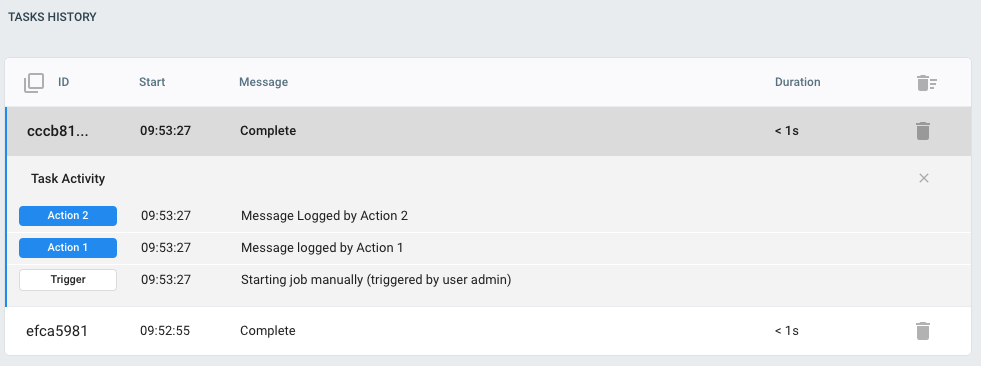 TASKS HISTORY
ID Start Message Duration
cccb81... 09:53:27 Complete < 1s
Task Activity
Action 2 09:53:27 Message Logged by Action 2
Action 1 09:53:27 Message logged by Action 1
Trigger 09:53:27 Starting job manually (triggered by user admin)
efca5981 09:52:55 Complete < 1s